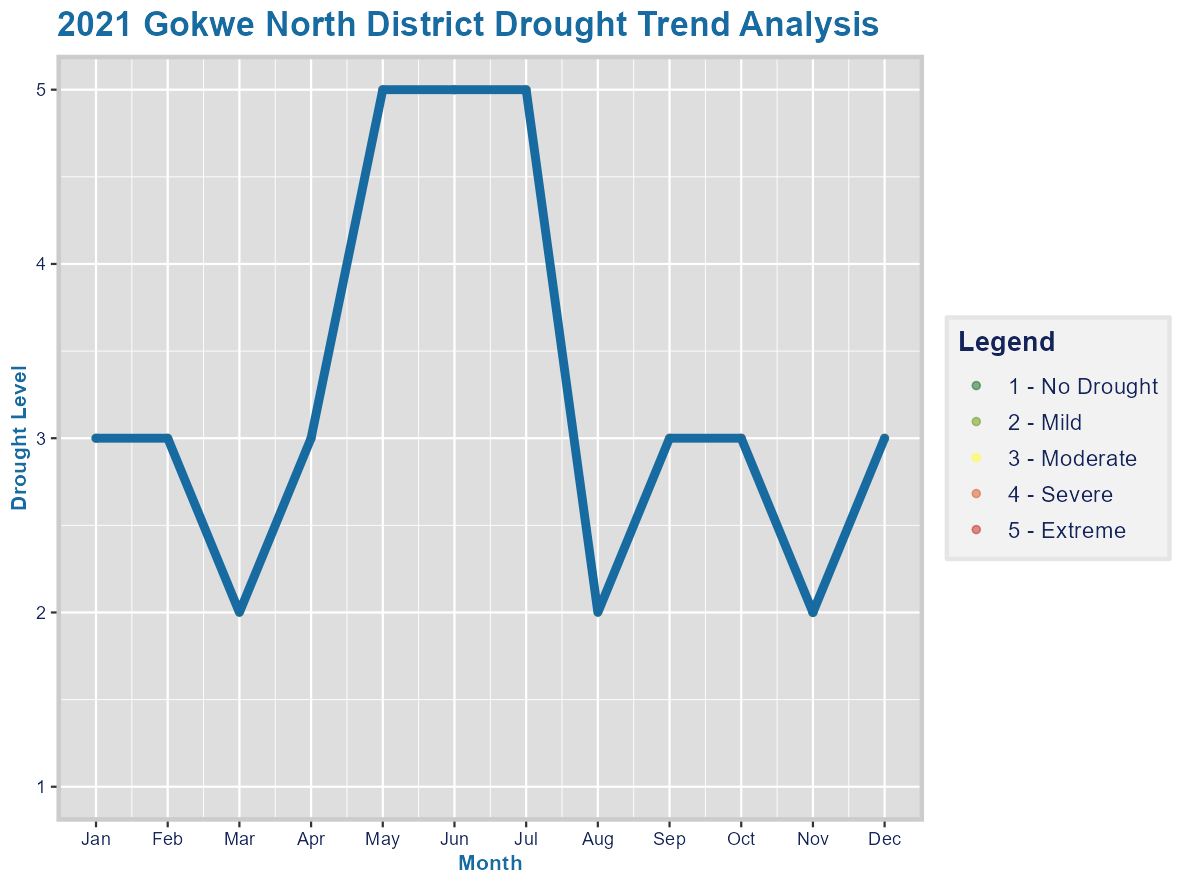 2021 Gokwe North District Drought Trend Analysis
Drought Level
5
4
3
2
1
Jan Feb Mar Apr May Jun Jul Aug Sep Oct Nov Dec
Month
Legend
1 - No Drought
2 - Mild
3 - Moderate
4 - Severe
5 - Extreme